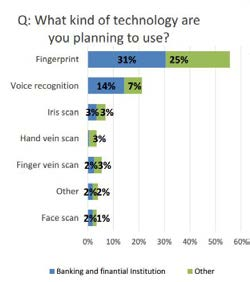 Q: What kind of technology are
you planning to use?
Fingerprint 31% 25%
Voice recognition 14% 7%
Iris scan 3% 3%
Hand vein scan 3%
Finger vein scan 2% 3%
Other 2% 2%
Face scan 2% 1%
0% 10% 20% 30% 40% 50% 60%
Banking and finantial Institution Other